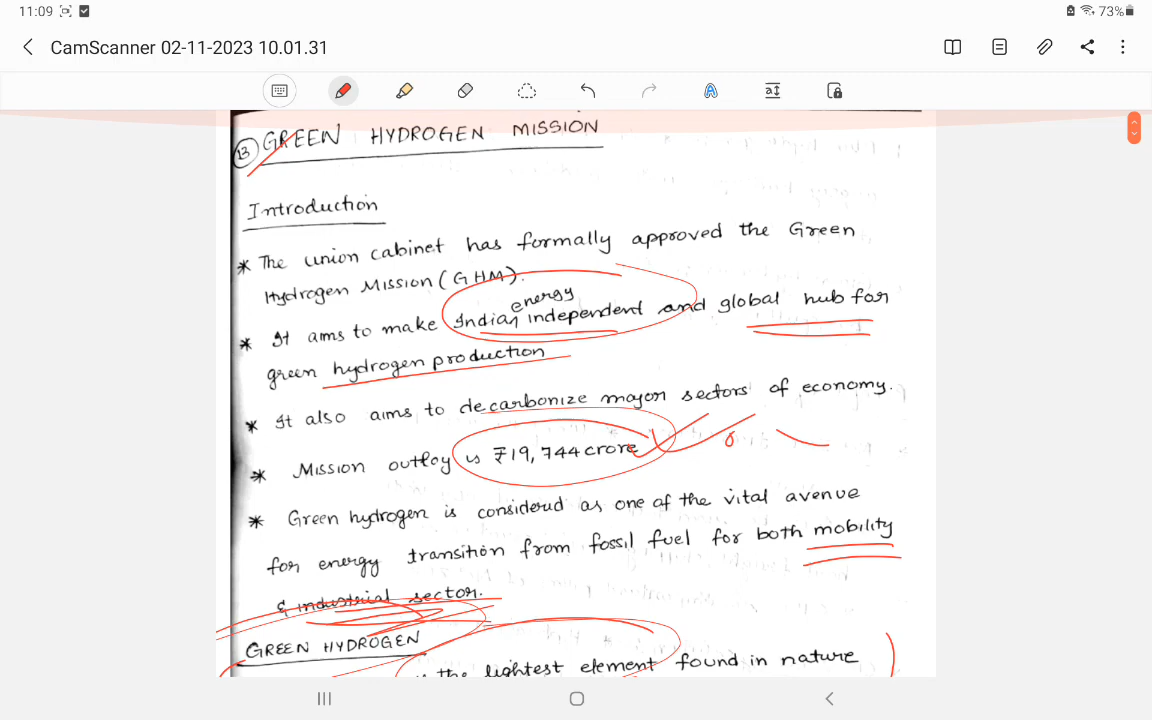 11:09
73%
CamScanner 02-11-2023 10.01.31
13 GREEN HYDROGEN MISSION
Introduction
* The union cabinet has formally approved the Green
Hydrogen Mission (GHM).
energy
* It aims to make Indian independent and global hub for
green hydrogen production
* It also aims to decarbonize major sectors of economy.
* Mission outlay is ₹19,744 crore
* Green hydrogen is considered as one of the vital avenue
for energy transition from fossil fuel for both mobility
& industrial sector.
GREEN HYDROGEN
the lightest element found in nature